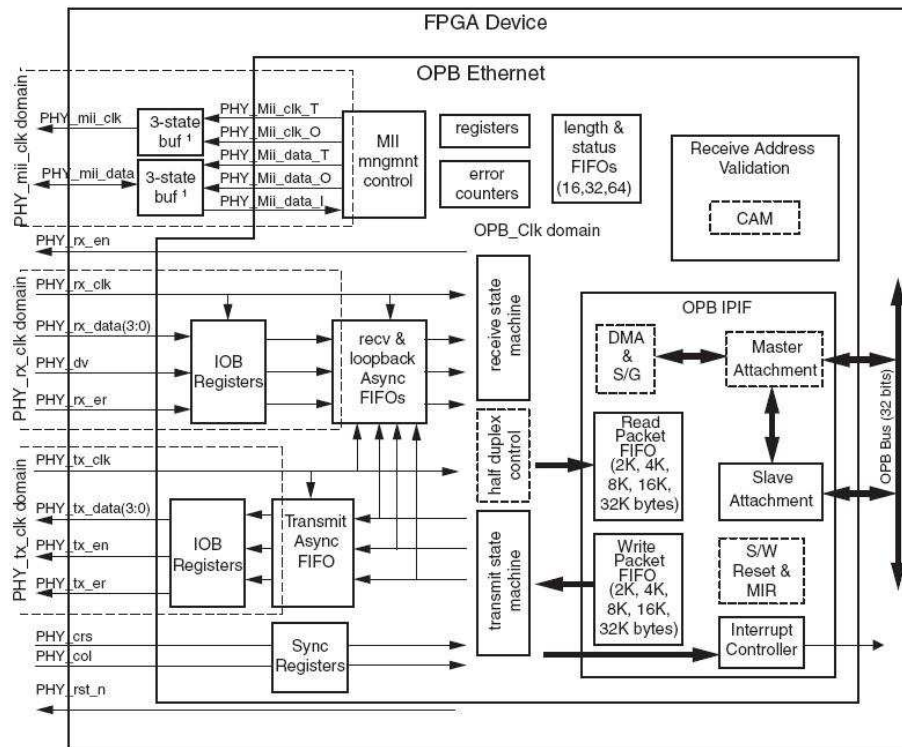 FPGA Device
OPB Ethernet
PHY_mii_clk domain
PHY_mii_clk
3-state
buf 1
PHY_Mii_clk_T
PHY_Mii_clk_O
PHY_mii_data
3-state
buf 1
PHY_Mii_data_T
PHY_Mii_data_O
PHY_Mii_data_I
MII
mngmnt
control
registers
error
counters
length &
status
FIFOs
(16,32,64)
Receive Address
Validation
CAM
OPB_Clk domain
PHY_rx_en
PHY_rx_clk domain
PHY_rx_clk
PHY_rx_data(3:0)
PHY_dv
PHY_rx_er
IOB
Registers
recv &
loopback
Async
FIFOs
receive state
machine
half duplex
control
transmit state
machine
PHY_tx_clk domain
PHY_tx_clk
PHY_tx_data(3:0)
PHY_tx_en
PHY_tx_er
IOB
Registers
Transmit
Async
FIFO
PHY_crs
PHY_col
Sync
Registers
PHY_rst_n
OPB IPIF
DMA
&
S/G
Master
Attachment
Read
Packet
FIFO
(2K, 4K,
8K, 16K,
32K bytes)
Slave
Attachment
Write
Packet
FIFO
(2K, 4K,
8K, 16K,
32K bytes)
S/W
Reset &
MIR
Interrupt
Controller
OPB Bus (32 bits)